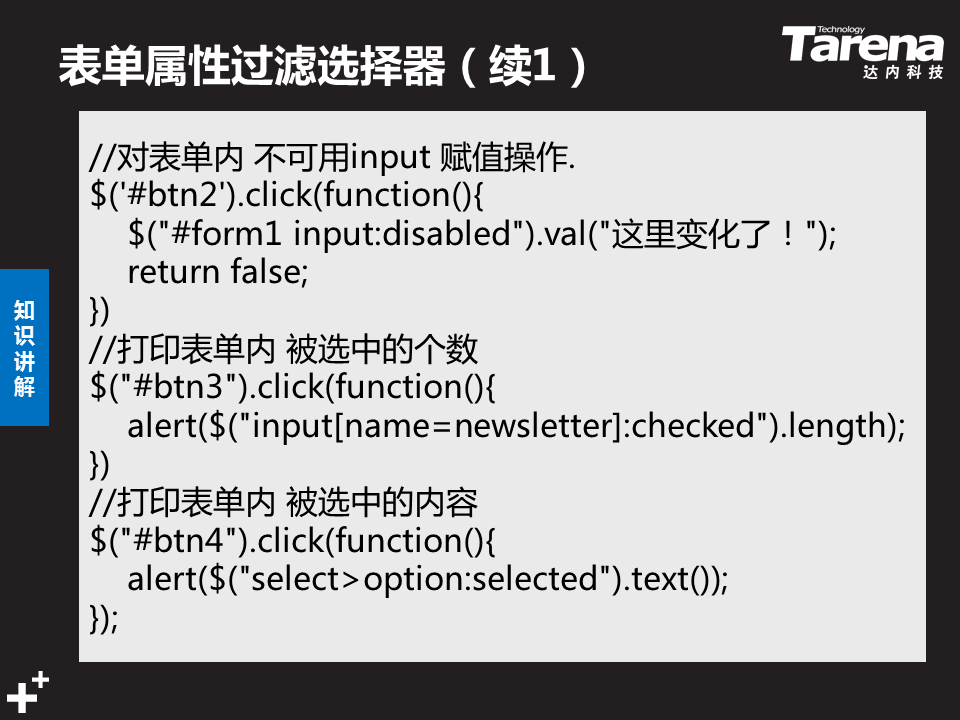 表单属性过滤选择器（续1）
Technology
Tarena
达内科技
//对表单内 不可用input 赋值操作.
$('#btn2').click(function(){
    $("#form1 input:disabled").val("这里变化了！");
    return false;
})
//打印表单内 被选中的个数
$("#btn3").click(function(){
    alert($("input[name=newsletter]:checked").length);
})
//打印表单内 被选中的内容
$("#btn4").click(function(){
    alert($("select>option:selected").text());
});
知识讲解